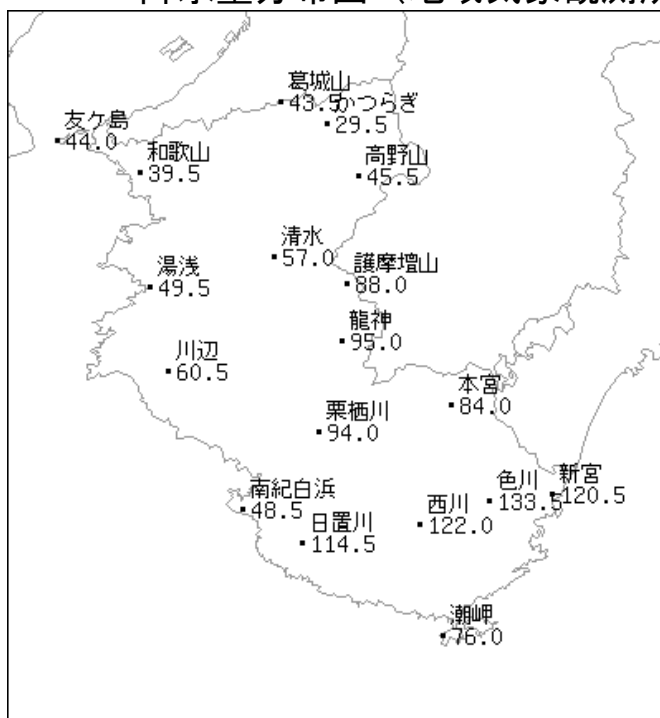 葛城山
43.5
かつらぎ
29.5
友ケ島
44.0
和歌山
39.5
高野山
45.5
清水
57.0
湯浅
49.5
護摩壇山
88.0
龍神
95.0
川辺
60.5
本宮
84.0
栗栖川
94.0
南紀白浜
48.5
日置川
114.5
西川
122.0
色川
133.5
新宮
120.5
潮岬
76.0